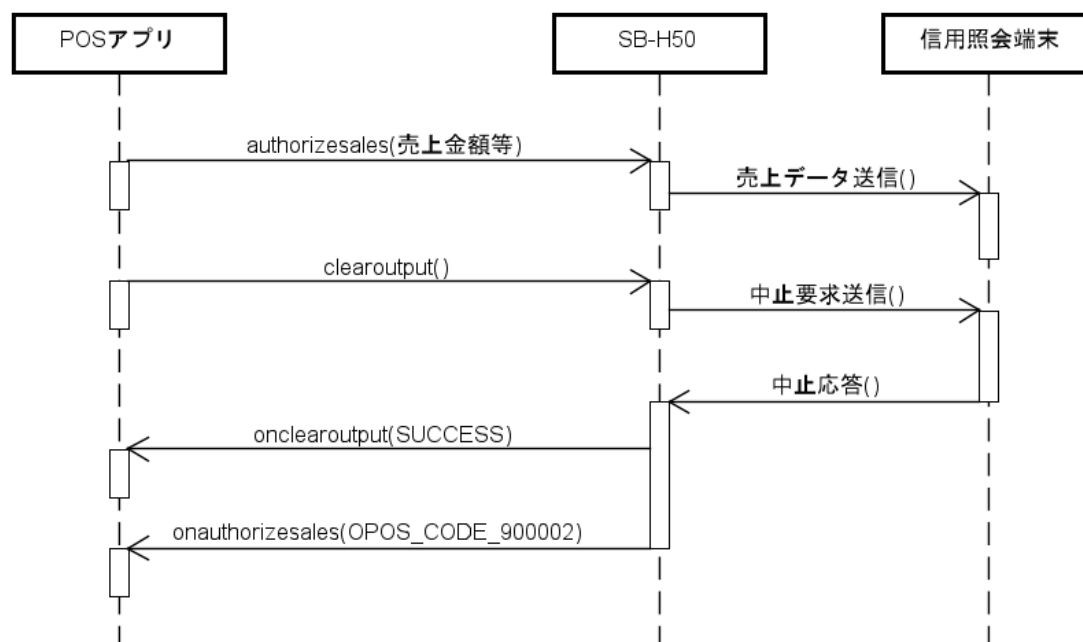 POSアプリ
SB-H50
信用照会端末
authorizesales(売上金額等)
売上データ送信()
clearoutput()
中止要求送信()
中止応答()
onclearoutput(SUCCESS)
onauthorizesales(OPOS_CODE_900002)